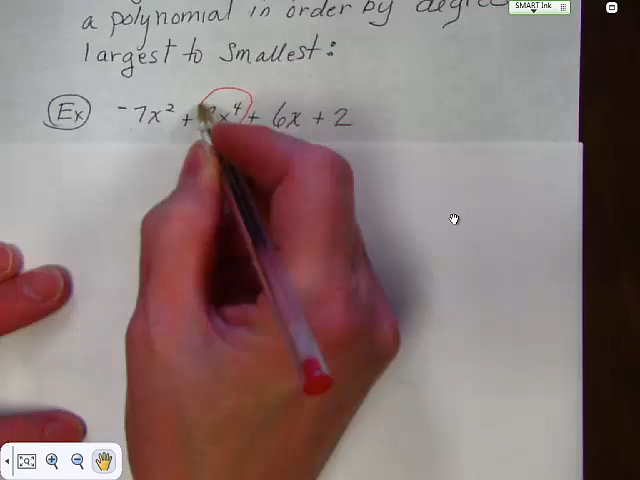 a polynomial in order by degree
largest to smallest:
Ex -7x² + x⁴ + 6x + 2
SMART Ink